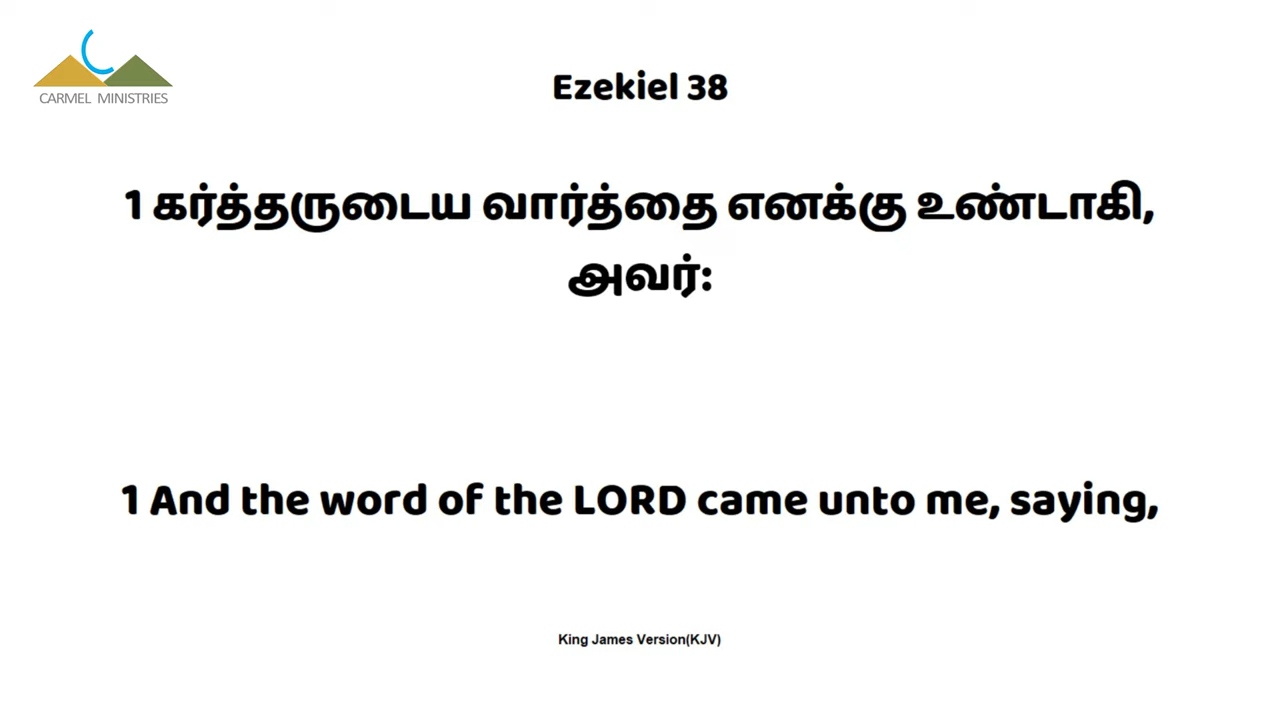 CARMEL MINISTRIES
Ezekiel 38
1 கர்த்தருடைய வார்த்தை எனக்கு உண்டாகி,
அவர்:
1 And the word of the LORD came unto me, saying,
King James Version(KJV)